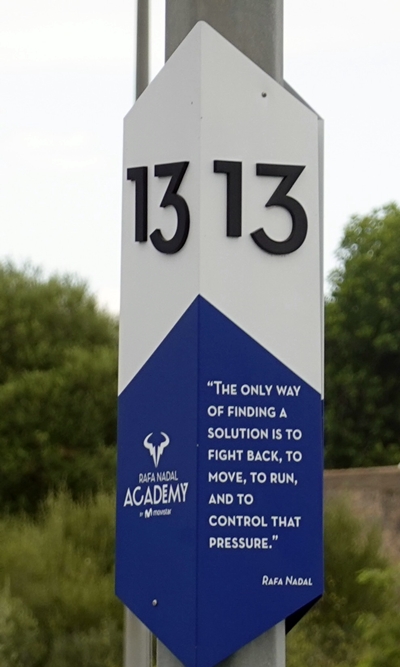 13
13
RAFA NADAL
ACADEMY
BY movistar
“THE ONLY WAY
OF FINDING A
SOLUTION IS TO
FIGHT BACK, TO
MOVE, TO RUN,
AND TO
CONTROL THAT
PRESSURE.”
RAFA NADAL